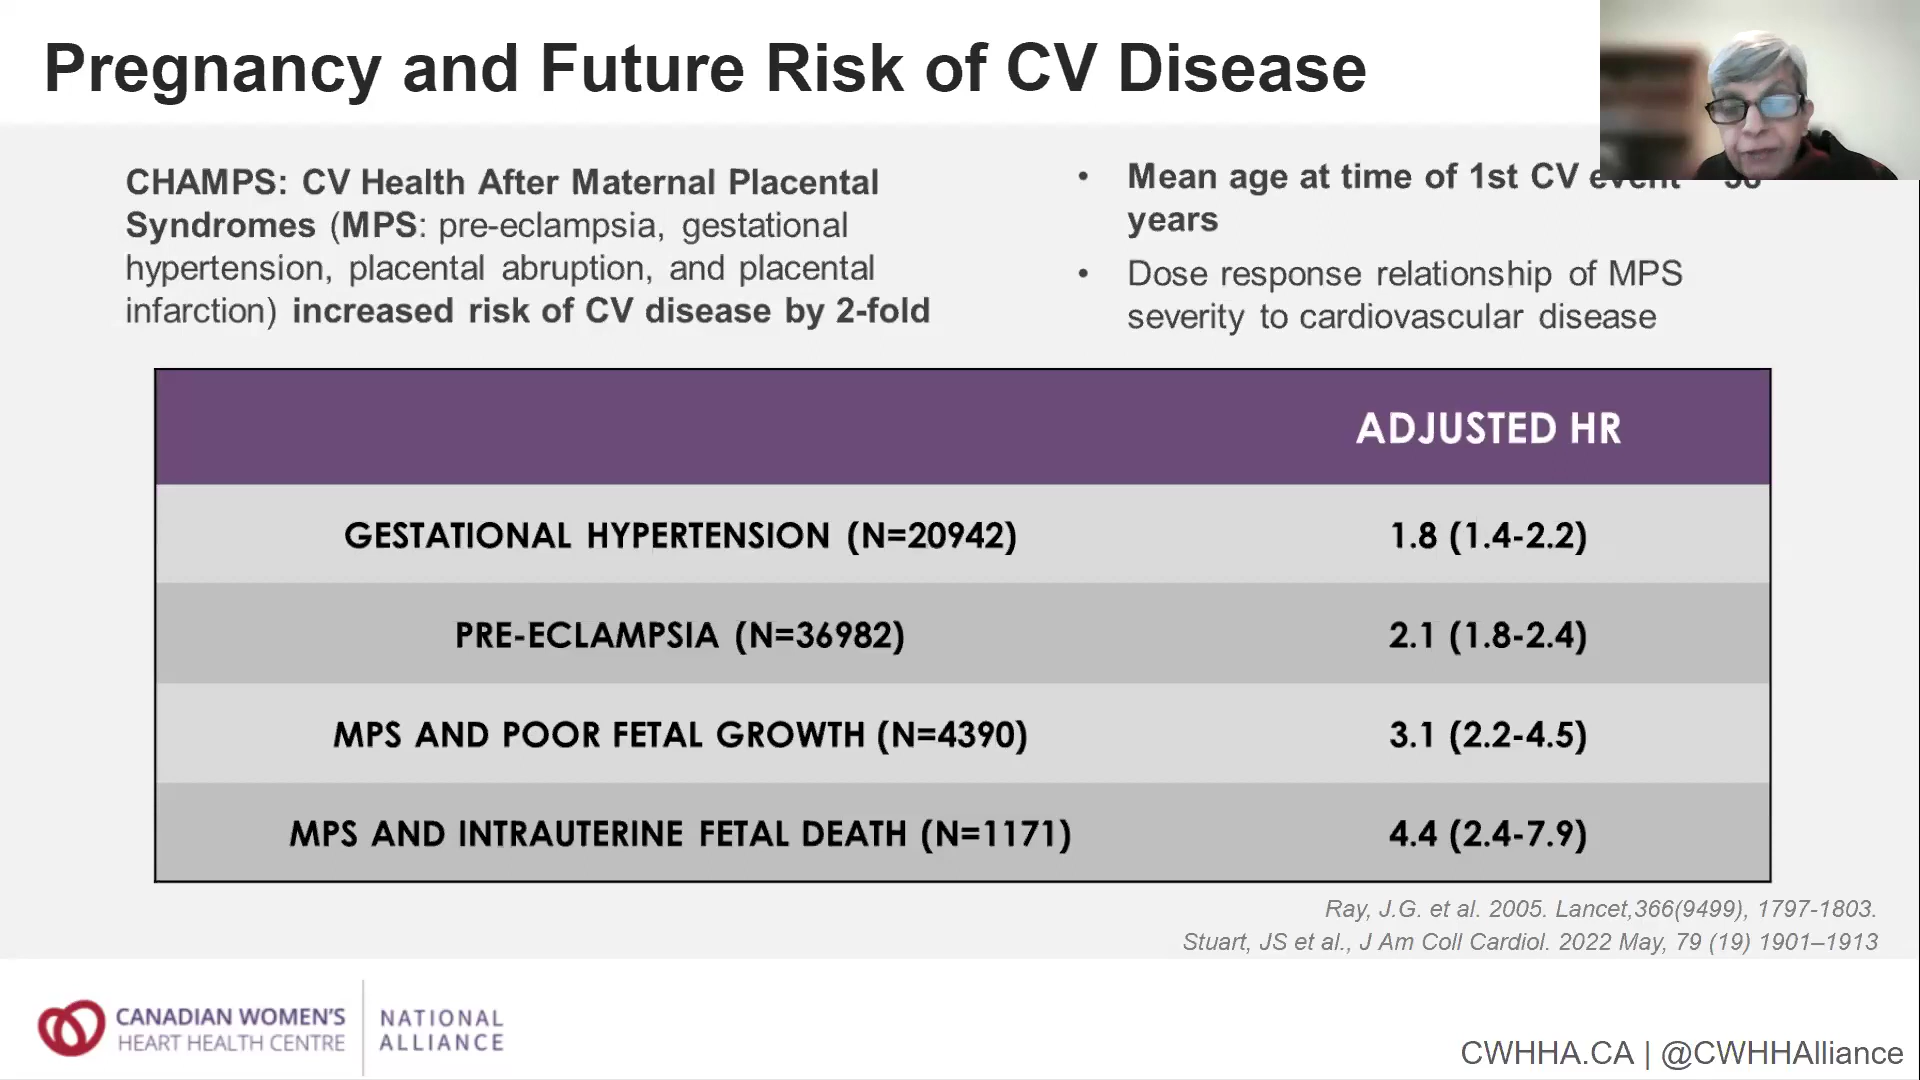 Pregnancy and Future Risk of CV Disease
CHAMPS: CV Health After Maternal Placental
Syndromes (MPS: pre-eclampsia, gestational
hypertension, placental abruption, and placental
infarction) increased risk of CV disease by 2-fold
• Mean age at time of 1st CV event
years
• Dose response relationship of MPS
severity to cardiovascular disease
ADJUSTED HR
GESTATIONAL HYPERTENSION (N=20942) 1.8 (1.4-2.2)
PRE-ECLAMPSIA (N=36982) 2.1 (1.8-2.4)
MPS AND POOR FETAL GROWTH (N=4390) 3.1 (2.2-4.5)
MPS AND INTRAUTERINE FETAL DEATH (N=1171) 4.4 (2.4-7.9)
Ray, J.G. et al. 2005. Lancet,366(9499), 1797-1803.
Stuart, JS et al., J Am Coll Cardiol. 2022 May, 79 (19) 1901–1913
CANADIAN WOMEN'S
HEART HEALTH CENTRE
NATIONAL
ALLIANCE
CWHHA.CA | @CWHHAlliance